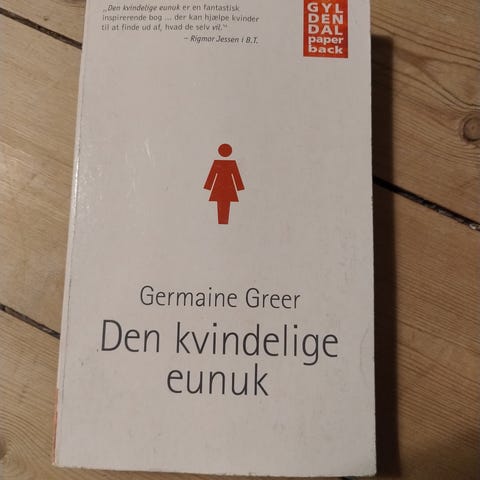 „Den kvindelige eunuk er en fantastisk
inspirerende bog ... der kan hjælpe kvinder
til at finde ud af, hvad de selv vil.“
– Rigmor Jessen i B.T.
GYL
DEN
DAL
paper
back
Germaine Greer
Den kvindelige
eunuk